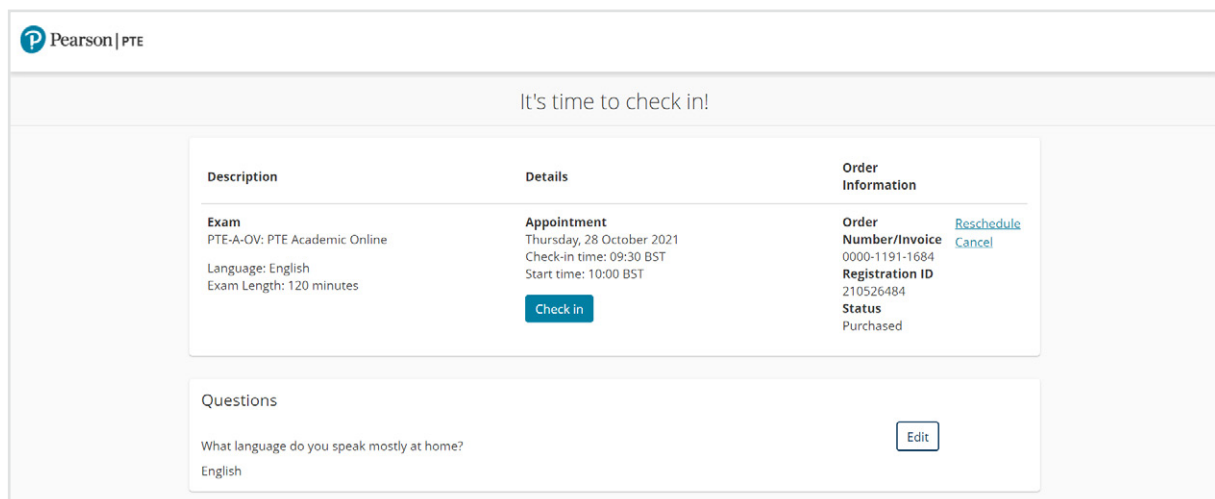 Pearson | PTE
It's time to check in!
Description
Details
Order
Information
Exam
PTE-A-OV: PTE Academic Online
Language: English
Exam Length: 120 minutes
Appointment
Thursday, 28 October 2021
Check-in time: 09:30 BST
Start time: 10:00 BST
Check in
Order
Number/Invoice
0000-1191-1684
Registration ID
210526484
Status
Purchased
Reschedule
Cancel
Questions
What language do you speak mostly at home?
English
Edit